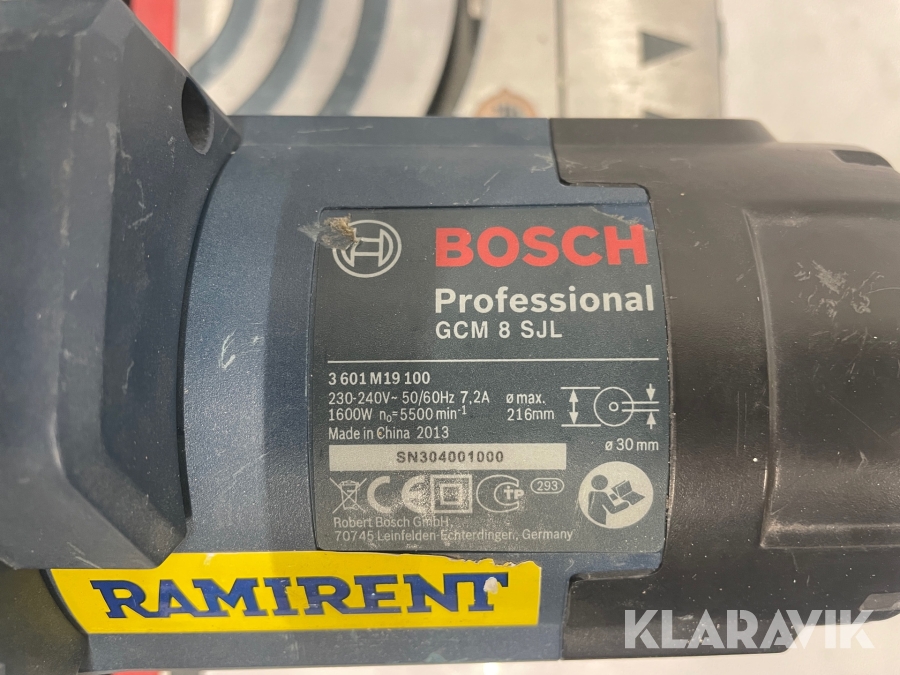 BOSCH
Professional
GCM 8 SJL
3 601 M19 100
230-240V~ 50/60Hz 7,2A
1600W n₀=5500 min⁻¹
Made in China 2013
ø max.
216mm
ø 30 mm
SN304001000
CE
TP
293
Robert Bosch GmbH,
70745 Leinfelden-Echterdingen, Germany
RAMIRENT
KLARAVIK